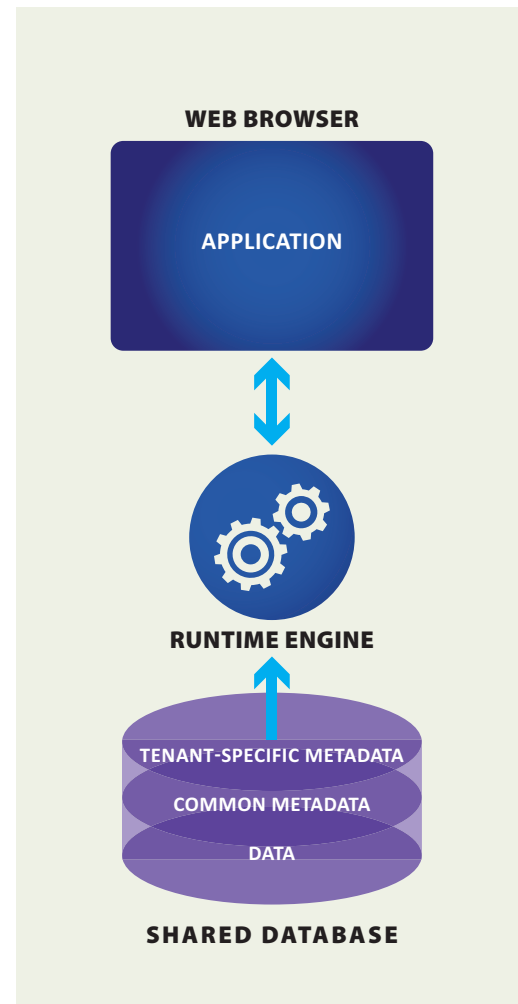 WEB BROWSER
APPLICATION
RUNTIME ENGINE
TENANT-SPECIFIC METADATA
COMMON METADATA
DATA
SHARED DATABASE